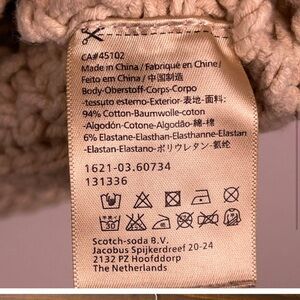 CA#45102
Made in China / Fabriqué en Chine/
Feito em China / 中国制造
Body-Oberstoff-Corps-Corpo
-tessuto esterno-Exterior-表地-面料:
94% Cotton-Baumwolle-coton
-Algodón-Cotone-Algodão-綿-棉
6% Elastane-Elasthan-Elasthanne-Elastan
-Elastan-Elastano-ポリウレタン-氨纶
1621-03.60734
131336
30
Scotch-soda B.V.
Jacobus Spijkerdreef 20-24
2132 PZ Hoofddorp
The Netherlands